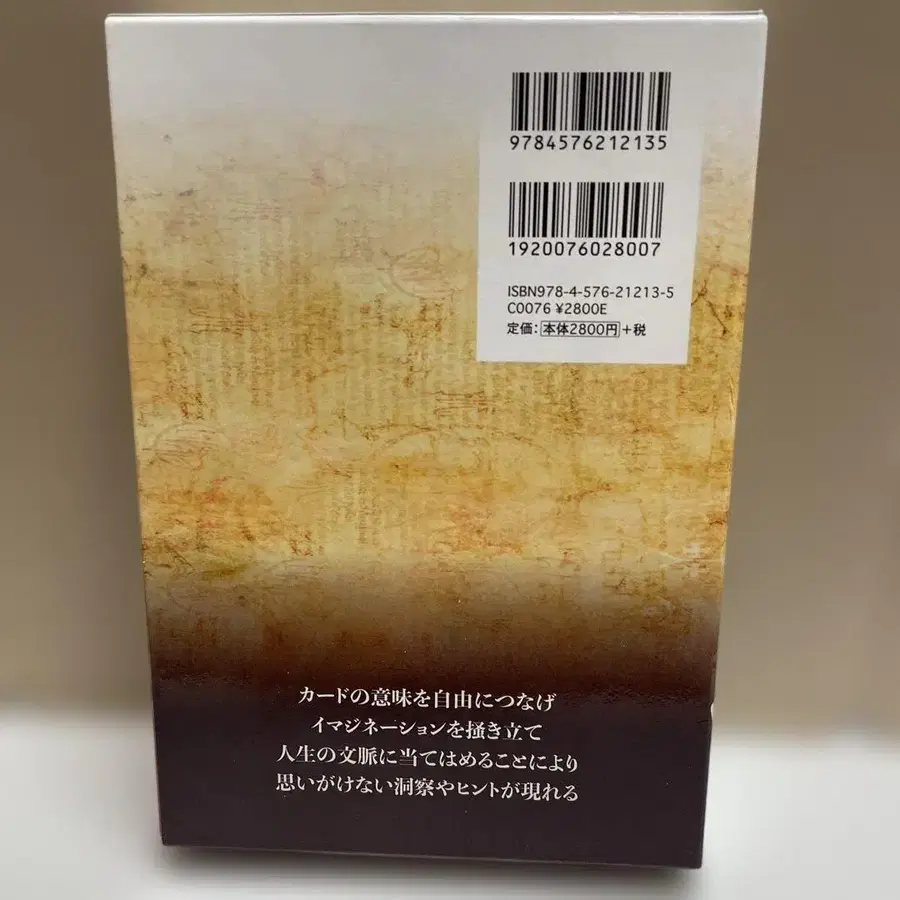 9784576212135
1920076028007
ISBN978-4-576-21213-5
C0076 ¥2800E
定価：本体2800円+税
カードの意味を自由につなげ
イマジネーションを掻き立て
人生の文脈に当てはめることにより
思いがけない洞察やヒントが現れる